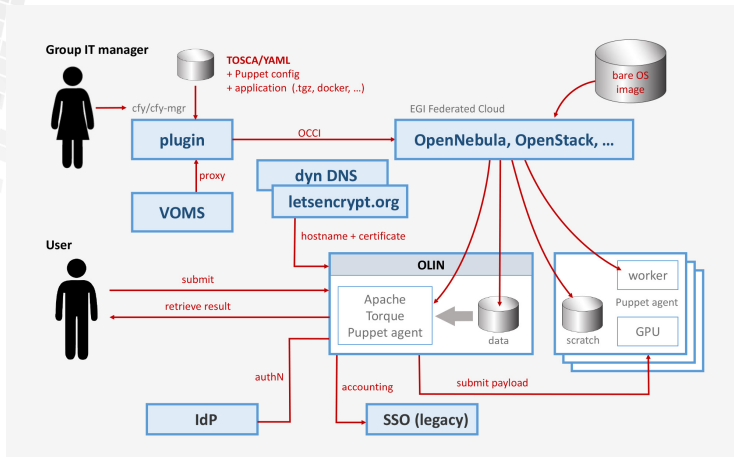 Group IT manager
TOSCA/YAML
+ Puppet config
+ application (.tgz, docker, ...)
bare OS
image
cfy/cfy-mgr
EGI Federated Cloud
plugin
OCCI
OpenNebula, OpenStack, ...
proxy
dyn DNS
letsencrypt.org
VOMS
hostname + certificate
User
OLIN
submit
worker
Apache
Torque
Puppet agent
retrieve result
data
Puppet agent
scratch
GPU
authN
accounting
submit payload
IdP
SSO (legacy)